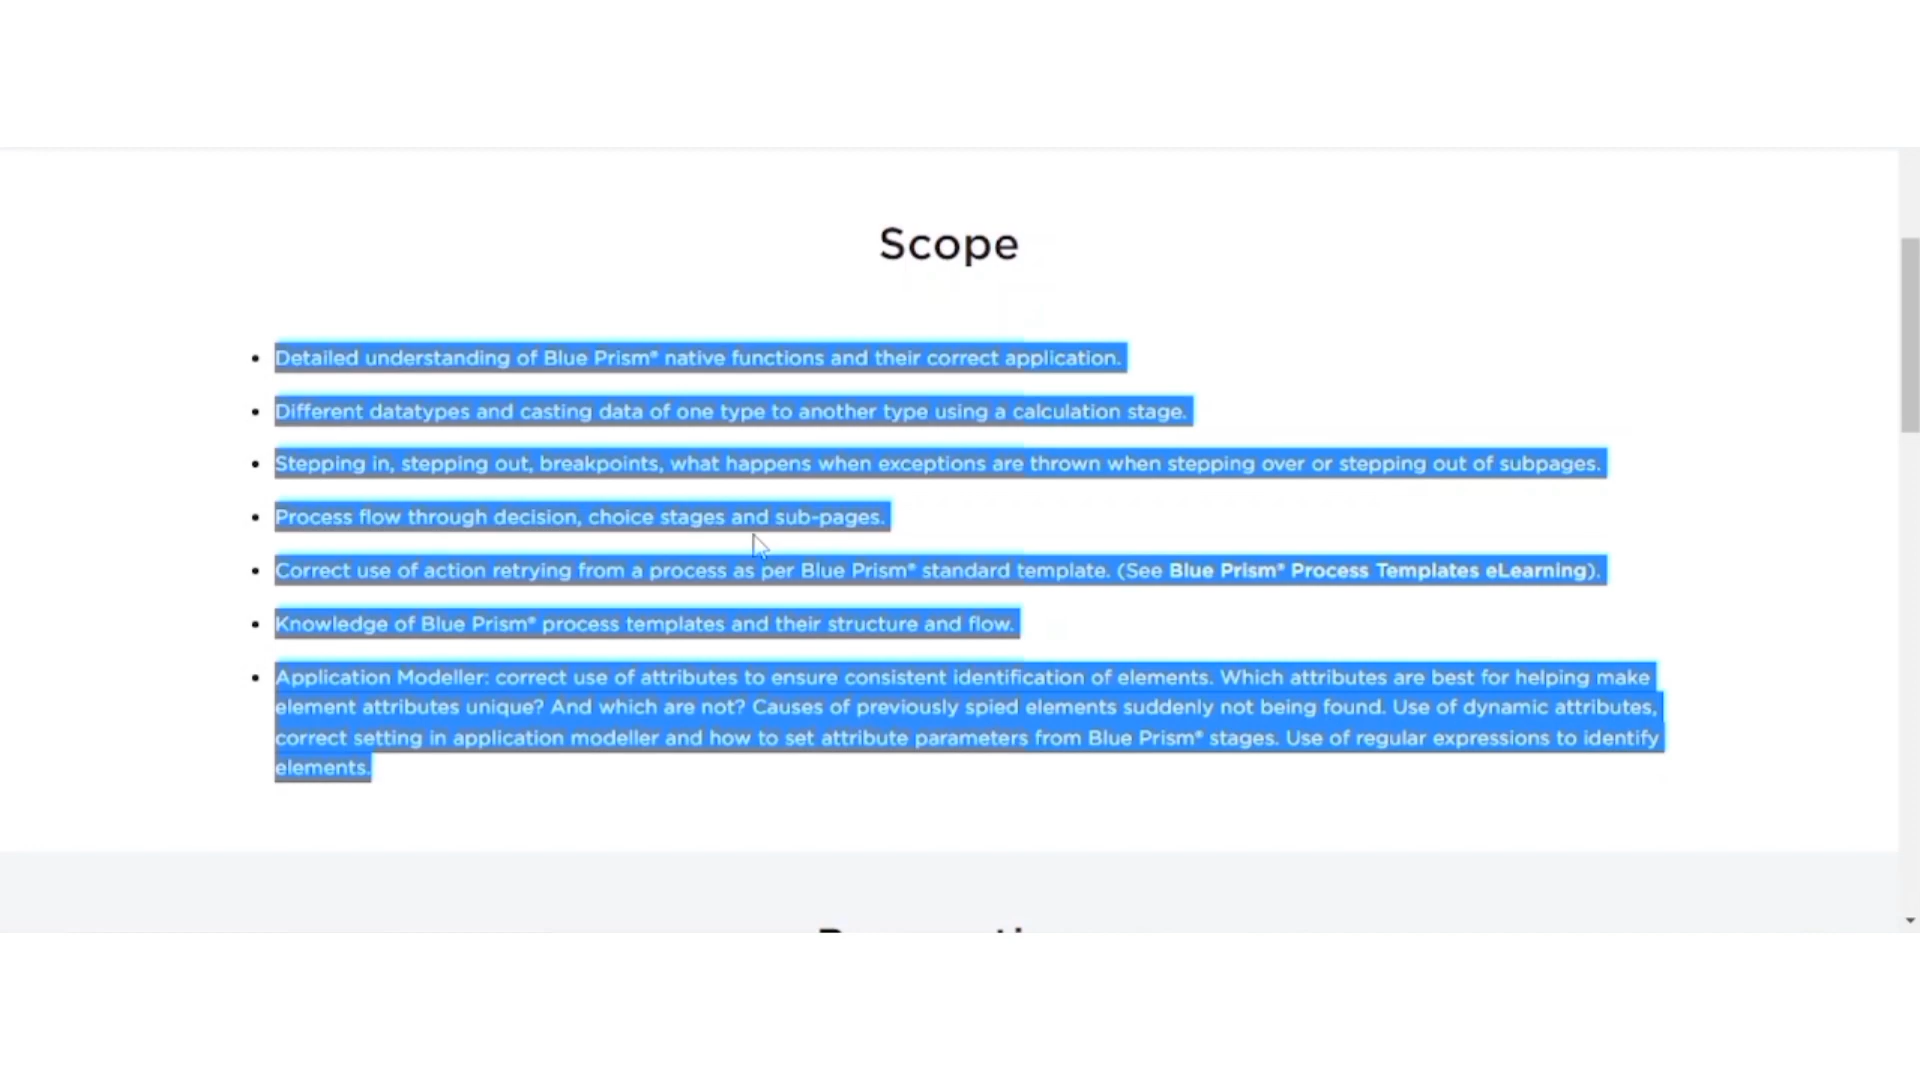 Scope
• Detailed understanding of Blue Prism® native functions and their correct application.
• Different datatypes and casting data of one type to another type using a calculation stage.
• Stepping in, stepping out, breakpoints, what happens when exceptions are thrown when stepping over or stepping out of subpages.
• Process flow through decision, choice stages and sub-pages.
• Correct use of action retrying from a process as per Blue Prism® standard template. (See Blue Prism® Process Templates eLearning).
• Knowledge of Blue Prism® process templates and their structure and flow.
• Application Modeller: correct use of attributes to ensure consistent identification of elements. Which attributes are best for helping make
element attributes unique? And which are not? Causes of previously spied elements suddenly not being found. Use of dynamic attributes,
correct setting in application modeller and how to set attribute parameters from Blue Prism® stages. Use of regular expressions to identify
elements.